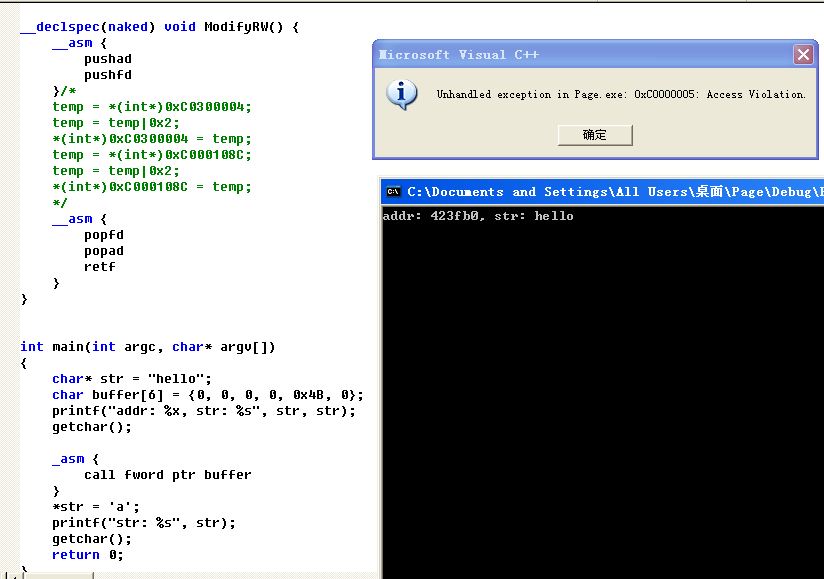 __declspec(naked) void ModifyRW() {
    __asm {
        pushad
        pushfd
    }/*
    temp = *(int*)0xC0300004;
    temp = temp|0x2;
    *(int*)0xC0300004 = temp;
    temp = *(int*)0xC000108C;
    temp = temp|0x2;
    *(int*)0xC000108C = temp;
    */
    __asm {
        popfd
        popad
        retf
    }
}
int main(int argc, char* argv[])
{
    char* str = "hello";
    char buffer[6] = {0, 0, 0, 0, 0x4B, 0};
    printf("addr: %x, str: %s", str, str);
    getchar();
    _asm {
        call fword ptr buffer
    }
    *str = 'a';
    printf("str: %s", str);
    getchar();
    return 0;
}
Microsoft Visual C++
Unhandled exception in Page.exe: 0xC0000005: Access Violation.
确定
C:\Documents and Settings\All Users\桌面\Page\Debug\
addr: 423fb0, str: hello